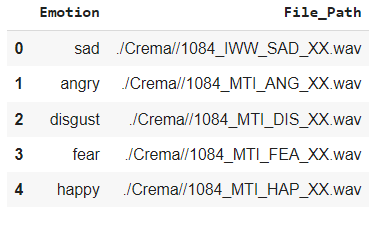 Emotion File_Path
0 sad ./Crema//1084_IWW_SAD_XX.wav
1 angry ./Crema//1084_MTI_ANG_XX.wav
2 disgust ./Crema//1084_MTI_DIS_XX.wav
3 fear ./Crema//1084_MTI_FEA_XX.wav
4 happy ./Crema//1084_MTI_HAP_XX.wav